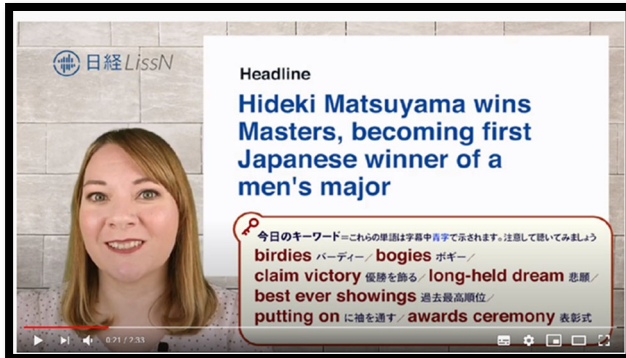 日経LissN
Headline
Hideki Matsuyama wins
Masters, becoming first
Japanese winner of a
men's major
今日のキーワード=これらの単語は字幕中青字で示されます。注意して聴いてみましょう
birdies バーディー／bogies ボギー／
claim victory 優勝を飾る／long-held dream 悲願／
best ever showings 過去最高順位／
putting on に袖を通す／awards ceremony 表彰式
0:21 / 2:33